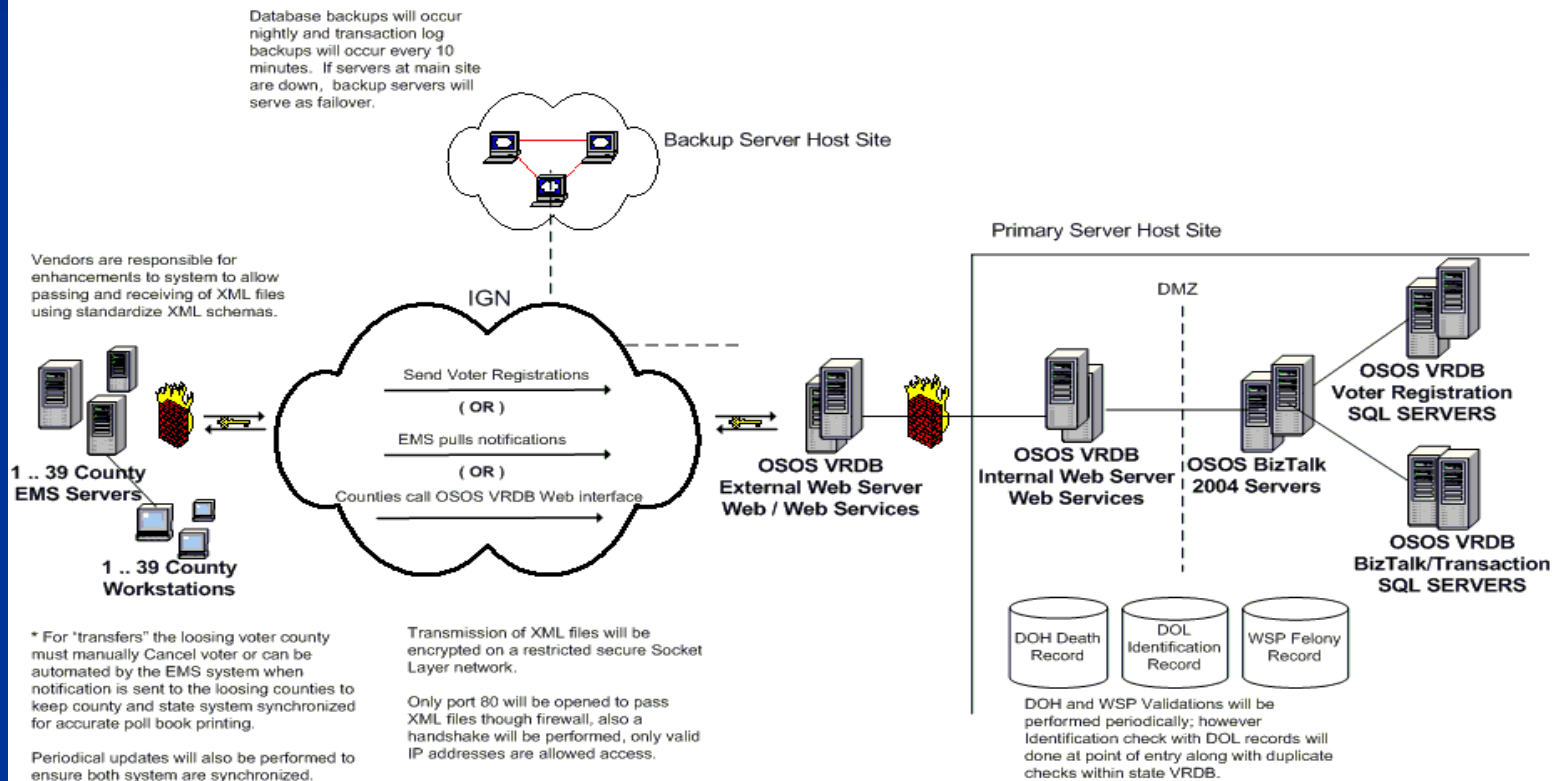 Database backups will occur
nightly and transaction log
backups will occur every 10
minutes. If servers at main site
are down, backup servers will
serve as failover.
Backup Server Host Site
Primary Server Host Site
Vendors are responsible for
enhancements to system to allow
passing and receiving of XML files
using standardize XML schemas.
IGN
DMZ
Send Voter Registrations
( OR )
EMS pulls notifications
( OR )
Counties call OSOS VRDB Web interface
1 .. 39 County
EMS Servers
1 .. 39 County
Workstations
OSOS VRDB
External Web Server
Web / Web Services
OSOS VRDB
Internal Web Server
Web Services
OSOS BizTalk
2004 Servers
OSOS VRDB
Voter Registration
SQL SERVERS
OSOS VRDB
BizTalk/Transaction
SQL SERVERS
* For "transfers" the loosing voter county
must manually Cancel voter or can be
automated by the EMS system when
notification is sent to the loosing counties to
keep county and state system synchronized
for accurate poll book printing.
Periodical updates will also be performed to
ensure both system are synchronized.
Transmission of XML files will be
encrypted on a restricted secure Socket
Layer network.
Only port 80 will be opened to pass
XML files though firewall, also a
handshake will be performed, only valid
IP addresses are allowed access.
DOH Death
Record
DOL
Identification
Record
WSP Felony
Record
DOH and WSP Validations will be
performed periodically; however
Identification check with DOL records will
done at point of entry along with duplicate
checks within state VRDB.